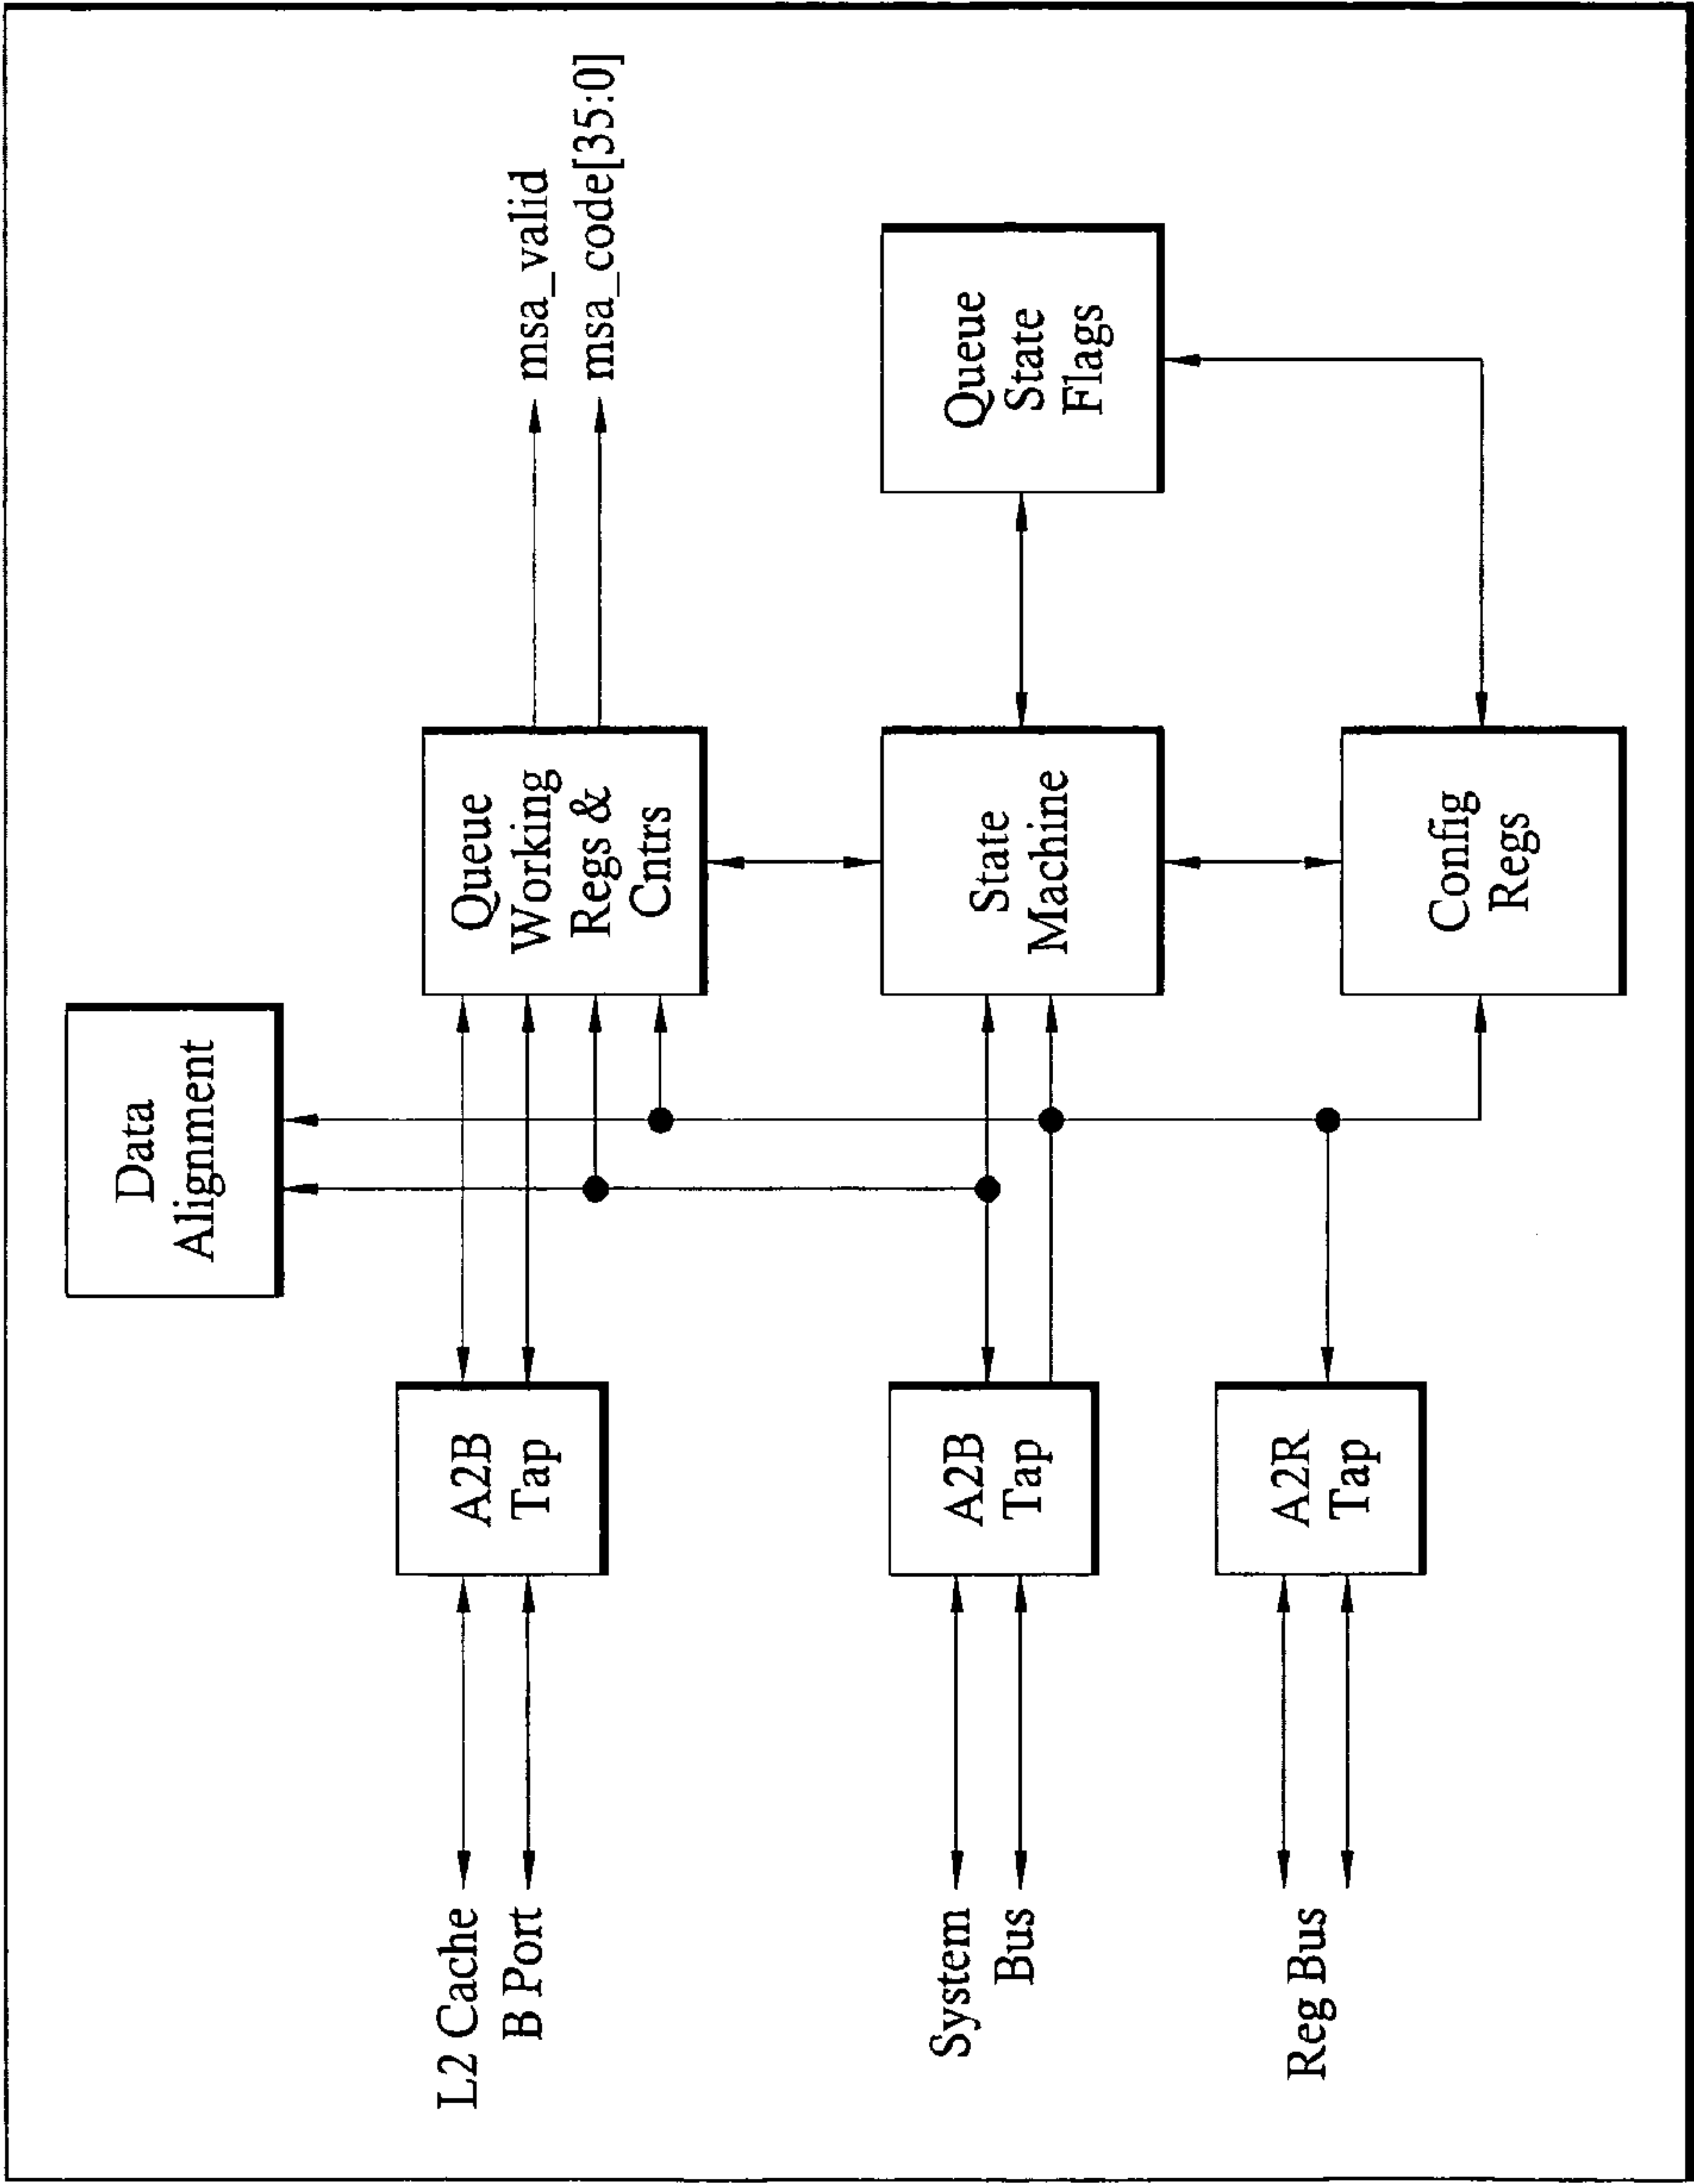 Data
Alignment
L2 Cache
B Port
A2B
Tap
Queue
Working
Regs &
Cntrs
msa_valid
msa_code[35:0]
System
Bus
A2B
Tap
State
Machine
Queue
State
Flags
Reg Bus
A2R
Tap
Config
Regs